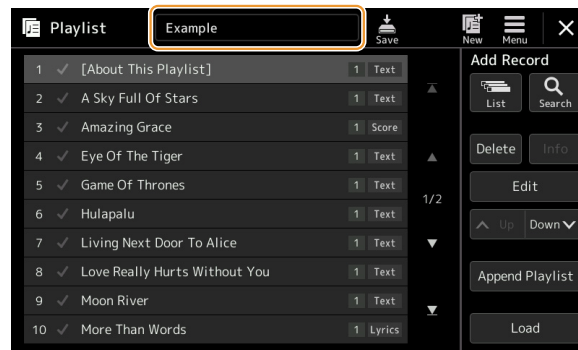 Playlist
Example
Save
New
Menu
1 [About This Playlist] 1 Text
2 A Sky Full Of Stars 1 Text
3 Amazing Grace 1 Score
4 Eye Of The Tiger 1 Text
5 Game Of Thrones 1 Text
6 Hulapalu 1 Text
7 Living Next Door To Alice 1 Text
8 Love Really Hurts Without You 1 Text
9 Moon River 1 Text
10 More Than Words 1 Lyrics
1/2
Add Record
List
Search
Delete
Info
Edit
Up
Down
Append Playlist
Load